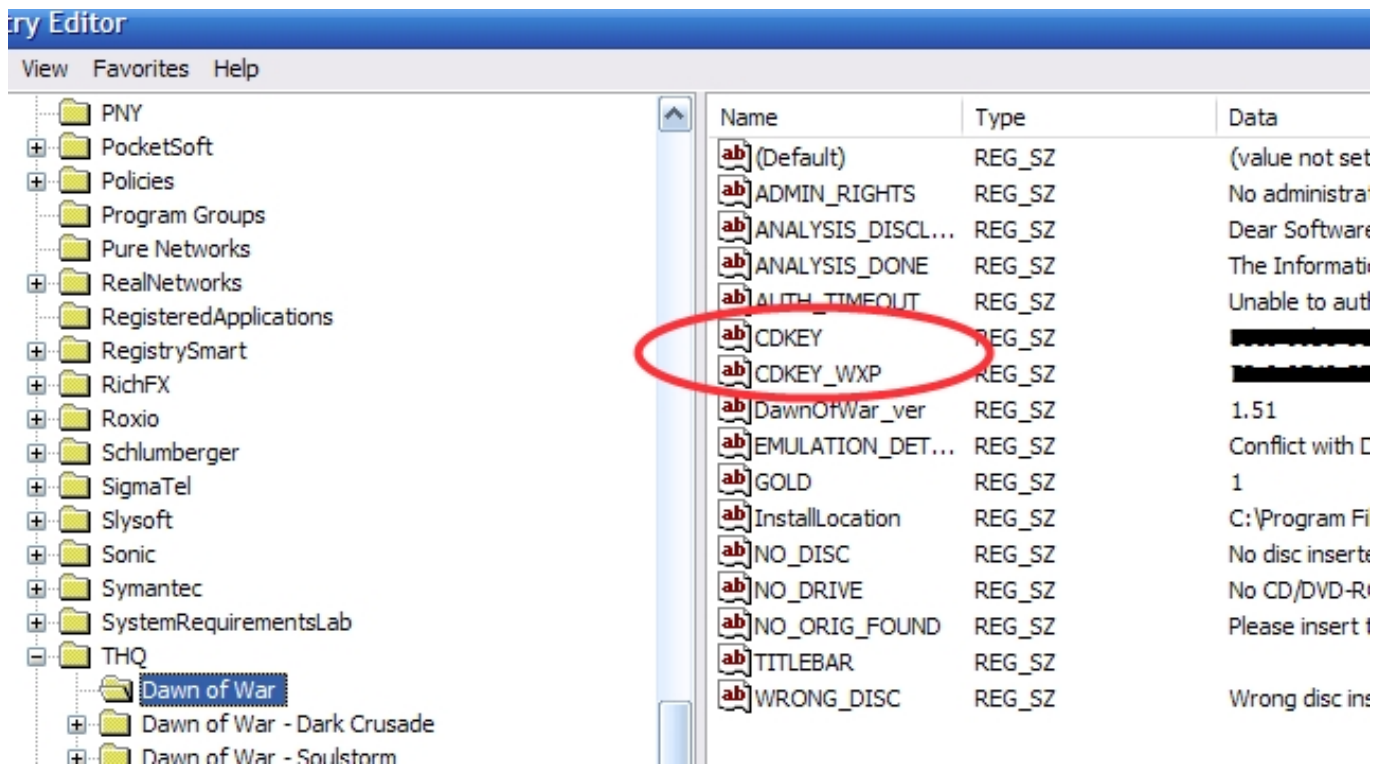 try Editor
View Favorites Help
PNY
PocketSoft
Policies
Program Groups
Pure Networks
RealNetworks
RegisteredApplications
RegistrySmart
RichFX
Roxio
Schlumberger
SigmaTel
Slysoft
Sonic
Symantec
SystemRequirementsLab
THQ
Dawn of War
Dawn of War - Dark Crusade
Dawn of War - Soulstorm
Name Type Data
(Default) REG_SZ (value not set
ADMIN_RIGHTS REG_SZ No administrat
ANALYSIS_DISCL... REG_SZ Dear Software
ANALYSIS_DONE REG_SZ The Informati
AUTH_TIMEOUT REG_SZ Unable to auth
CDKEY REG_SZ
CDKEY_WXP REG_SZ
DawnOfWar_ver REG_SZ 1.51
EMULATION_DET... REG_SZ Conflict with D
GOLD REG_SZ 1
InstallLocation REG_SZ C:\Program Fi
NO_DISC REG_SZ No disc inserte
NO_DRIVE REG_SZ No CD/DVD-R
NO_ORIG_FOUND REG_SZ Please insert t
TITLEBAR REG_SZ
WRONG_DISC REG_SZ Wrong disc ins